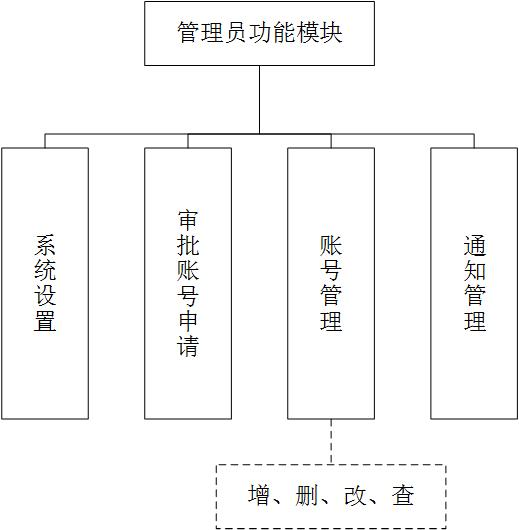 管理员功能模块
系统设置
审批账号申请
账号管理
通知管理
增、删、改、查